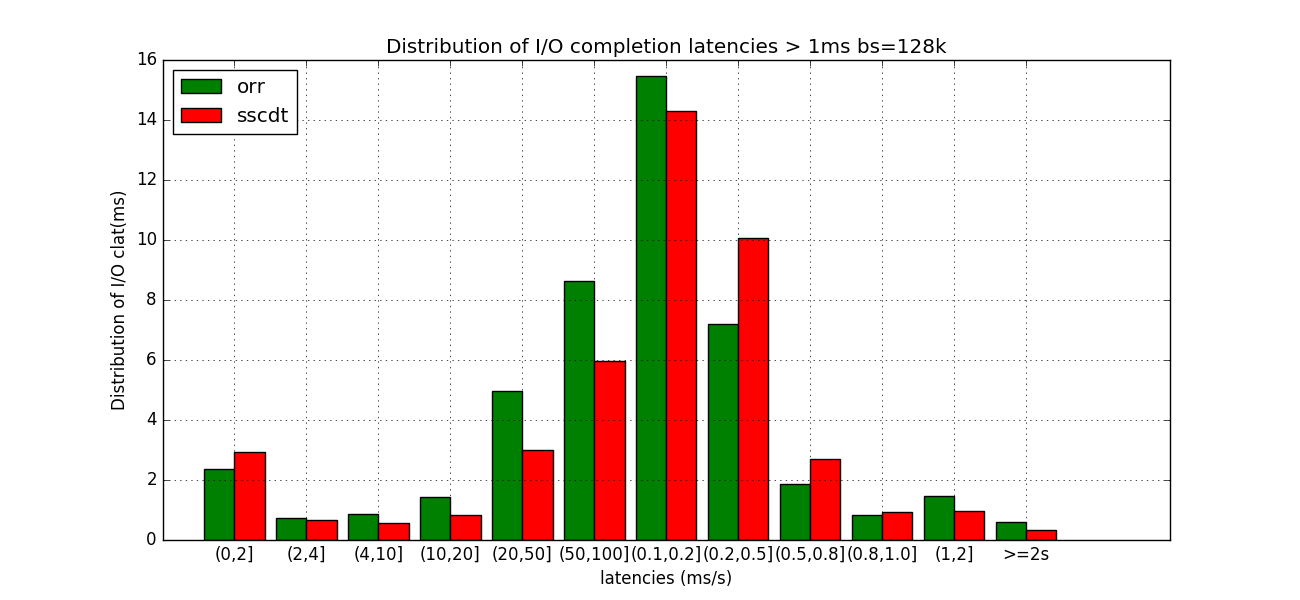 Distribution of I/O completion latencies > 1ms bs=128k
orr
sscdt
Distribution of I/O clat(ms)
16
14
12
10
8
6
4
2
0
(0,2] (2,4] (4,10] (10,20] (20,50] (50,100] (0.1,0.2] (0.2,0.5] (0.5,0.8] (0.8,1.0] (1,2] >=2s
latencies (ms/s)